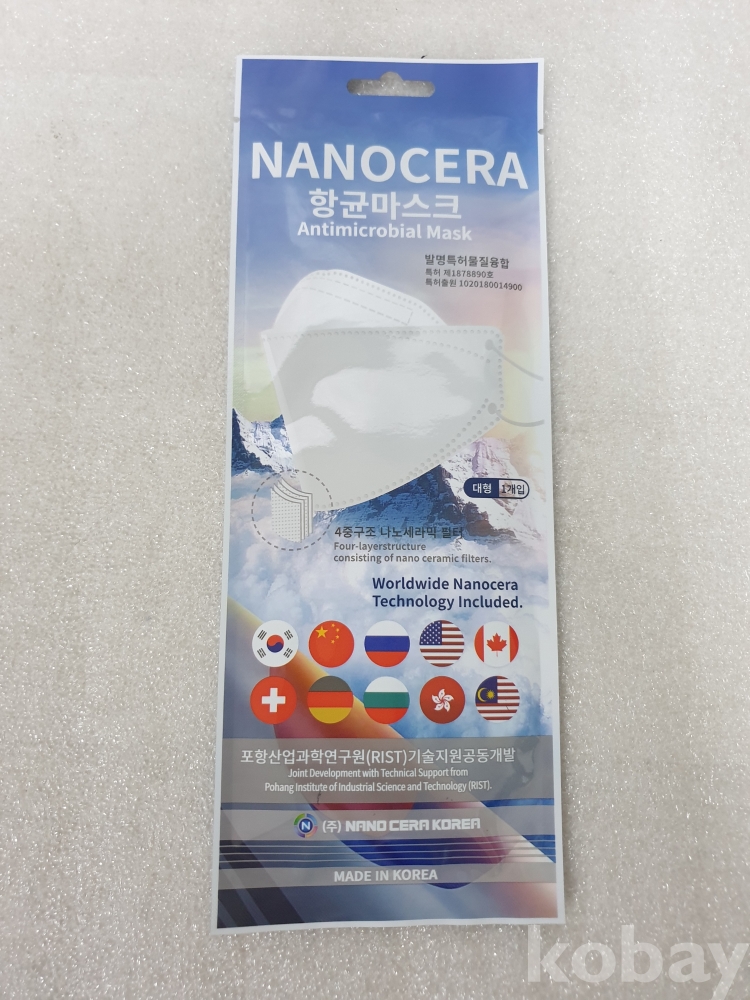 NANOCERA
항균마스크
Antimicrobial Mask
발명특허물질융합
특허 제1878890호
특허출원 1020180014900
대형 1개입
4중구조 나노세라믹 필터
Four-layerstructure
consisting of nano ceramic filters.
Worldwide Nanocera
Technology Included.
포항산업과학연구원(RIST)기술지원공동개발
Joint Development with Technical Support from
Pohang Institute of Industrial Science and Technology (RIST).
N (주) NANO CERA KOREA
MADE IN KOREA
kobay